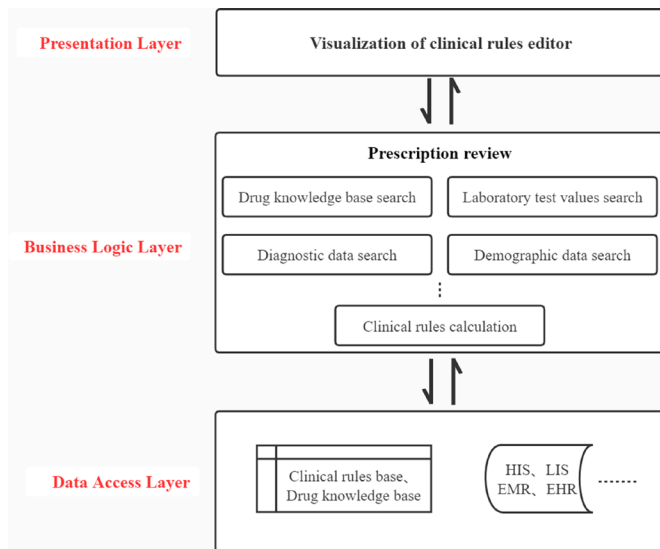 Presentation Layer
Visualization of clinical rules editor
Prescription review
Drug knowledge base search
Laboratory test values search
Business Logic Layer
Diagnostic data search
Demographic data search
Clinical rules calculation
Data Access Layer
Clinical rules base、
Drug knowledge base
HIS、LIS
EMR、EHR